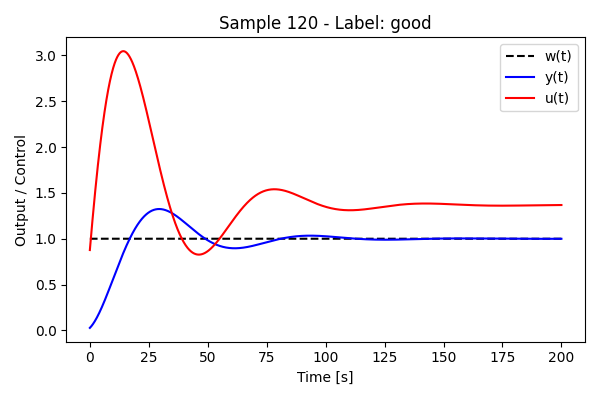 Sample 120 - Label: good
Output / Control
3.0
2.5
2.0
1.5
1.0
0.5
0.0
w(t)
y(t)
u(t)
0 25 50 75 100 125 150 175 200
Time [s]